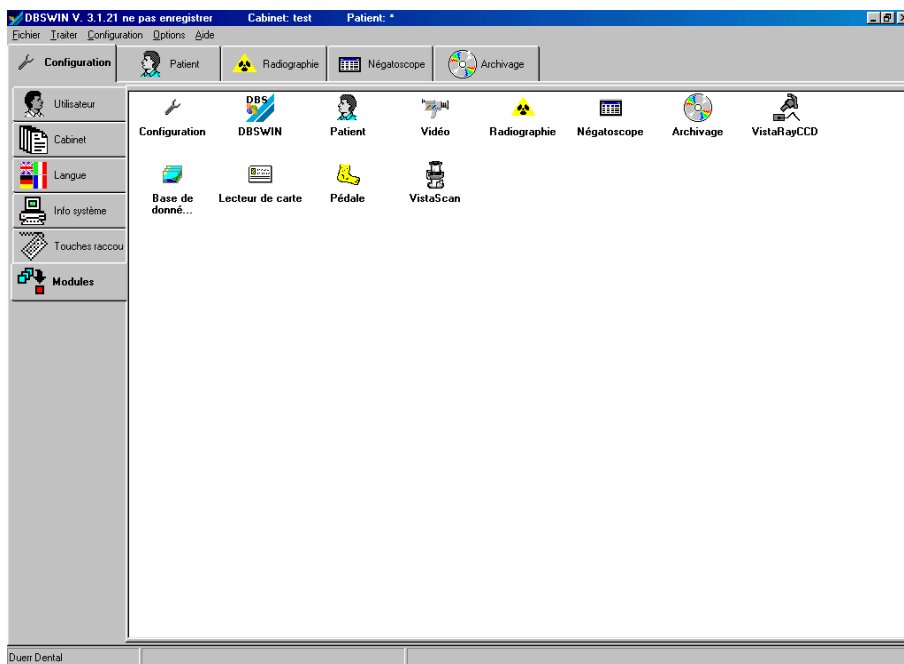 DBSWIN V. 3.1.21 ne pas enregistrer Cabinet: test Patient: *
Fichier Traiter Configuration Options Aide
Configuration Patient Radiographie Négatoscope Archivage
Utilisateur
Cabinet
Langue
Info système
Touches raccou
Modules
DBS
Configuration DBSWIN Patient Vidéo Radiographie Négatoscope Archivage VistaRayCCD
Base de donné... Lecteur de carte Pédale VistaScan
Duerr Dental